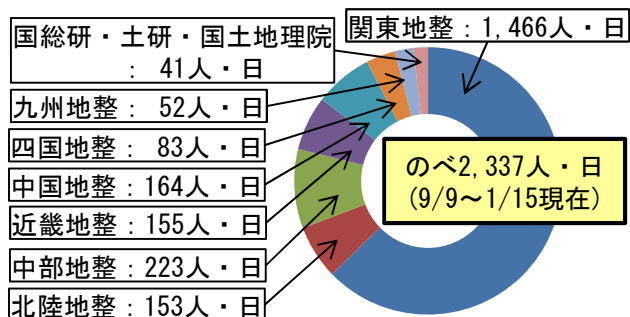 国総研・土研・国土地理院
： 41人・日
関東地整：1,466人・日
九州地整： 52人・日
四国地整： 83人・日
中国地整：164人・日
近畿地整：155人・日
中部地整：223人・日
北陸地整：153人・日
のべ2,337人・日
(9/9～1/15現在)